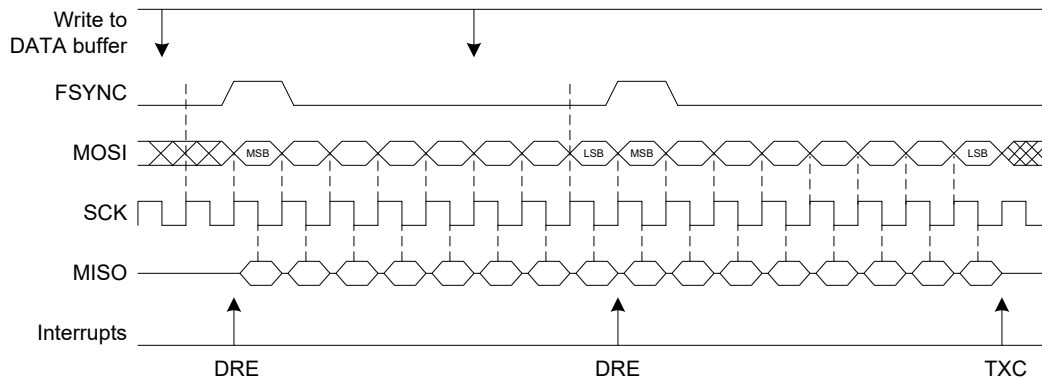 Write to
DATA buffer
FSYNC
MOSI MSB LSB MSB LSB
SCK
MISO
Interrupts
DRE DRE TXC